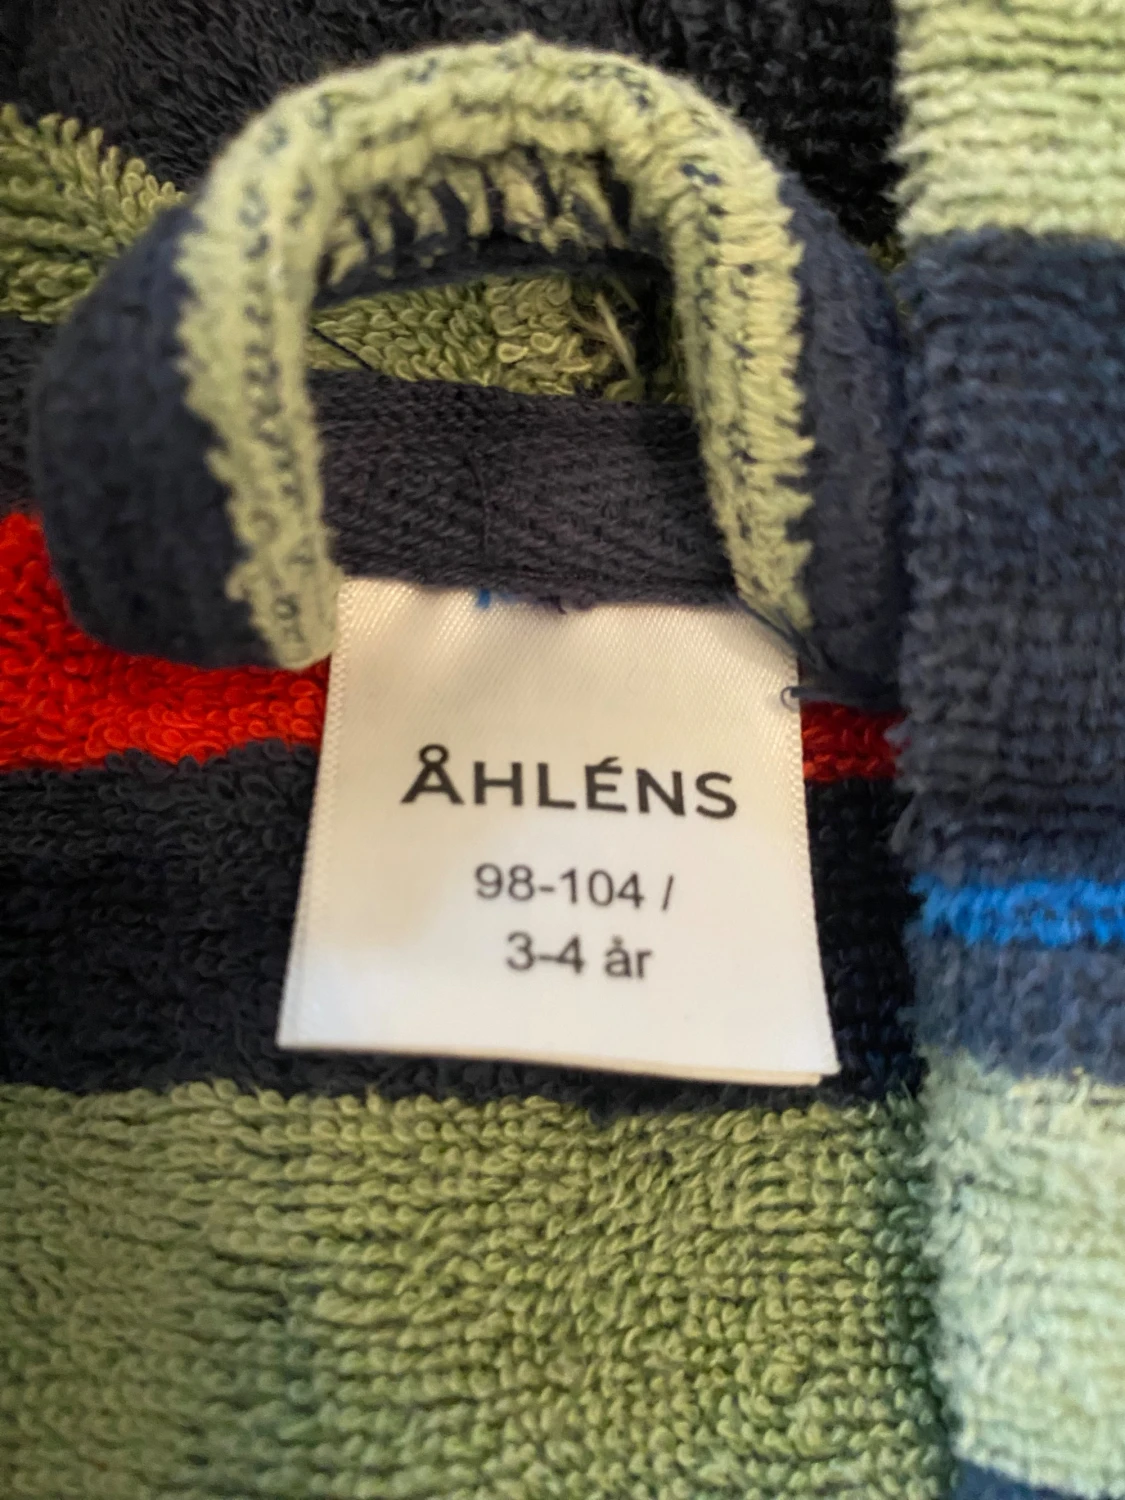 ÅHLÉNS
98-104 /
3-4 år